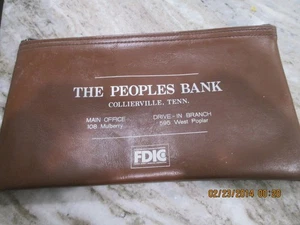 THE PEOPLES BANK
COLLIERVILLE, TENN.
MAIN OFFICE DRIVE-IN BRANCH
108 Mulberry 595 West Poplar
FDIC
02/23/2014